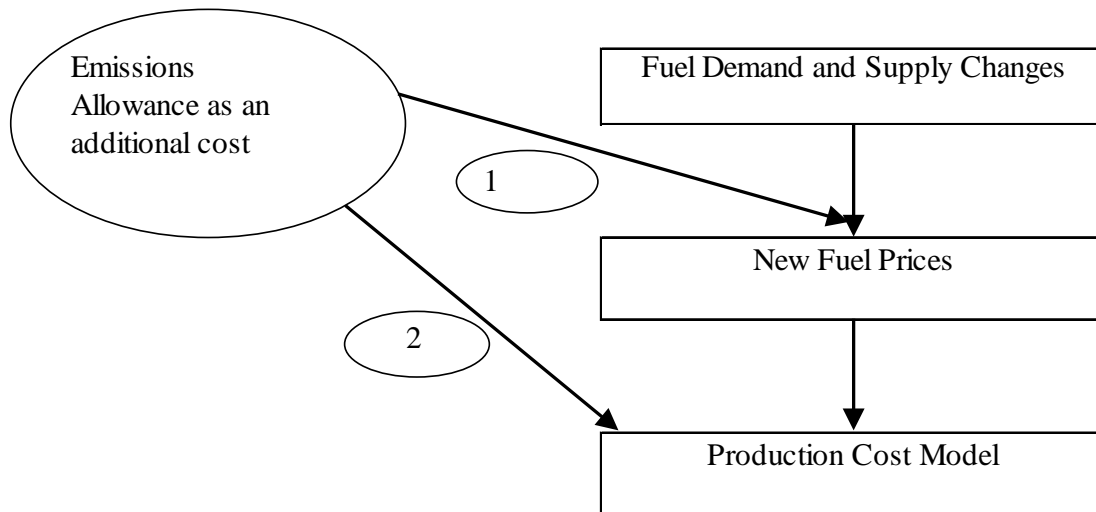 Emissions
Allowance as an
additional cost
Fuel Demand and Supply Changes
1
New Fuel Prices
2
Production Cost Model